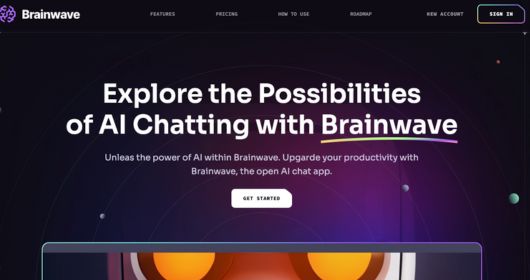 Brainwave
FEATURES PRICING HOW TO USE ROADMAP NEW ACCOUNT SIGN IN
Explore the Possibilities
of AI Chatting with Brainwave
Unleas the power of AI within Brainwave. Upgarde your productivity with
Brainwave, the open AI chat app.
GET STARTED